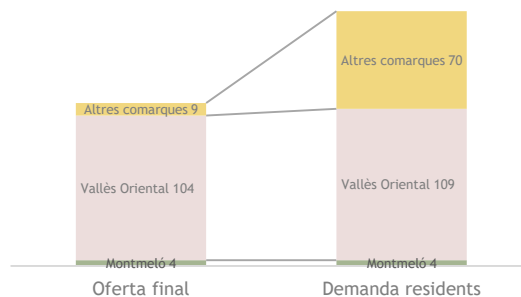 Altres comarques 70
Altres comarques 9
Vallès Oriental 104
Vallès Oriental 109
Montmeló 4
Montmeló 4
Oferta final
Demanda residents